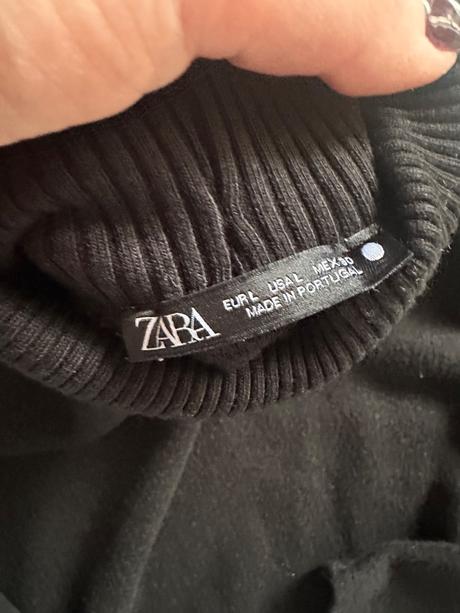 ZARA
EUR L USA L MEX 30
MADE IN PORTUGAL